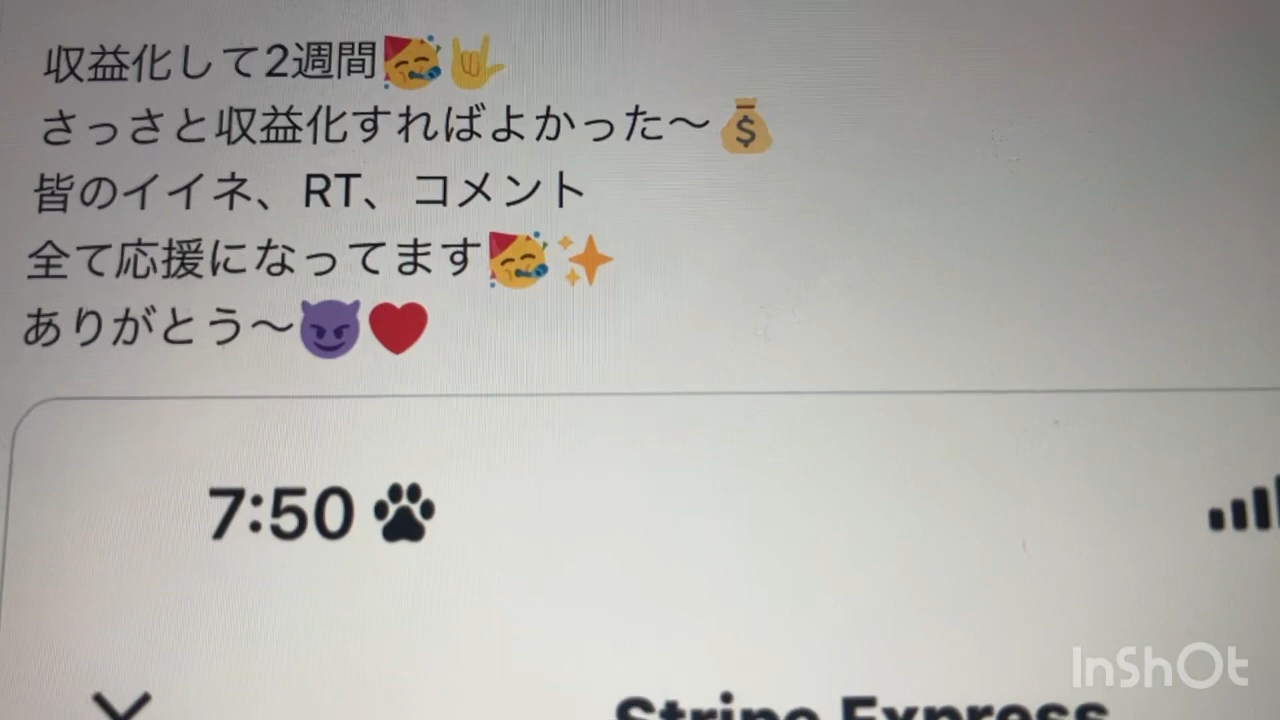 収益化して2週間🥳🤟
さっさと収益化すればよかった〜💰
皆のイイネ、RT、コメント
全て応援になってます🥳✨
ありがとう〜😈❤️
7:50
Stripe Express
InShOt